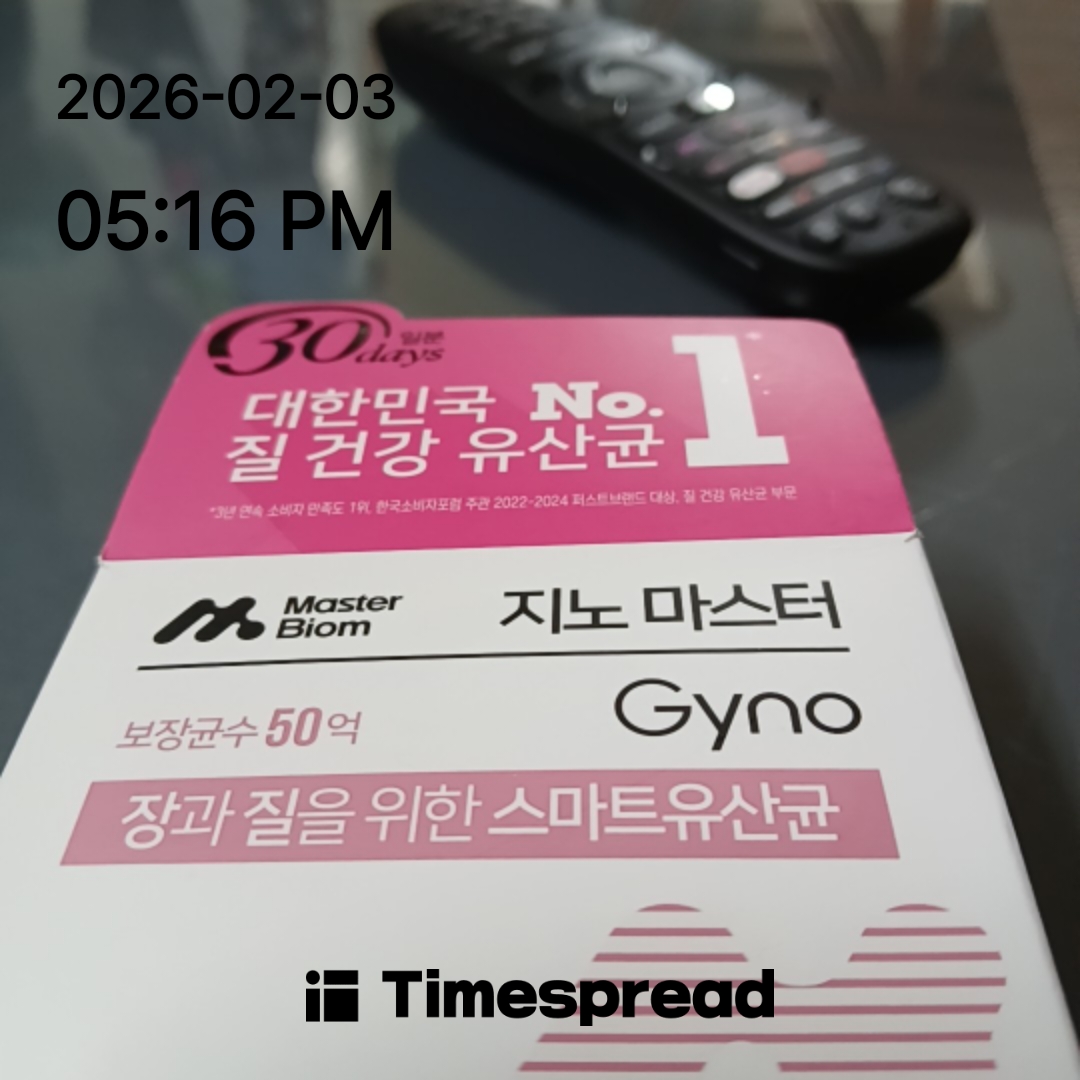 2026-02-03
05:16 PM
30 days 일분
대한민국 No. 1
질 건강 유산균
*3년 연속 소비자 만족도 1위, 한국소비자포럼 주관 2022-2024 퍼스트브랜드 대상, 질 건강 유산균 부문
Master
Biom
지노 마스터
Gyno
보장균수 50억
장과 질을 위한 스마트유산균
Timespread